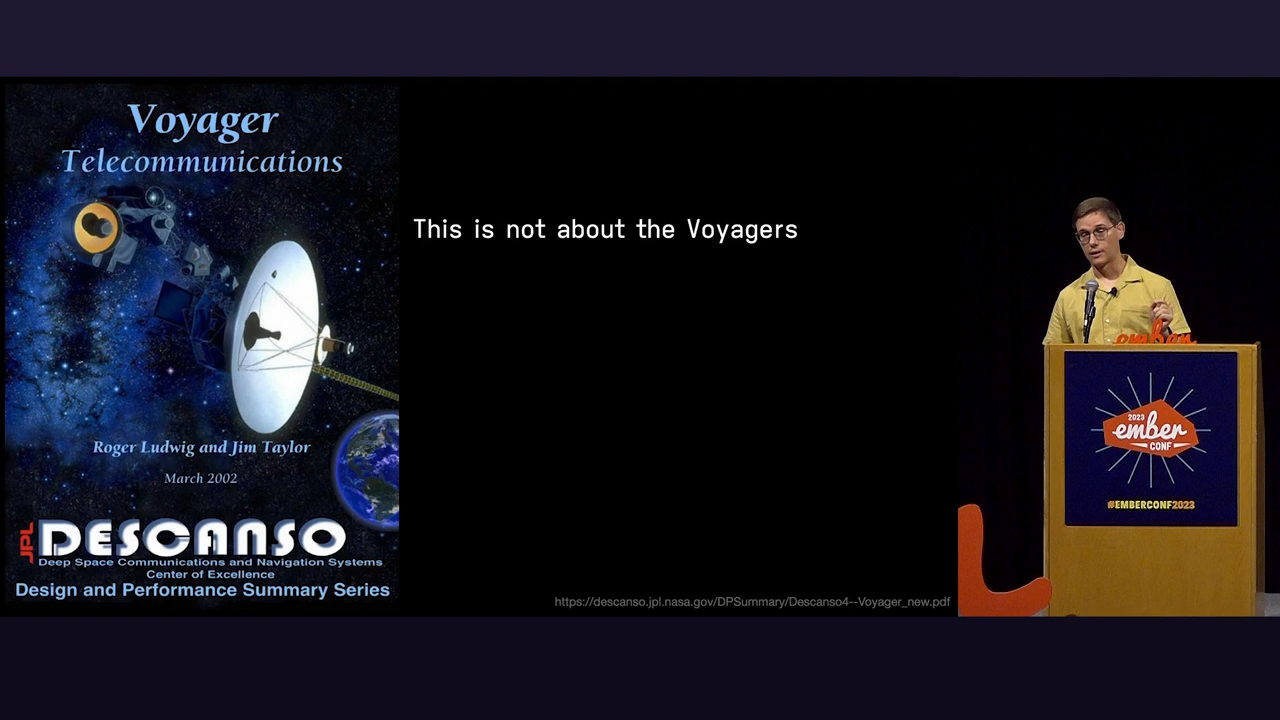 Voyager
Telecommunications
Roger Ludwig and Jim Taylor
March 2002
JPL
DESCANSO
Deep Space Communications and Navigation Systems
Center of Excellence
Design and Performance Summary Series
This is not about the Voyagers
https://descanso.jpl.nasa.gov/DPSummary/Descanso4--Voyager_new.pdf
ember
2023
ember
CONF
#EMBERCONF2023